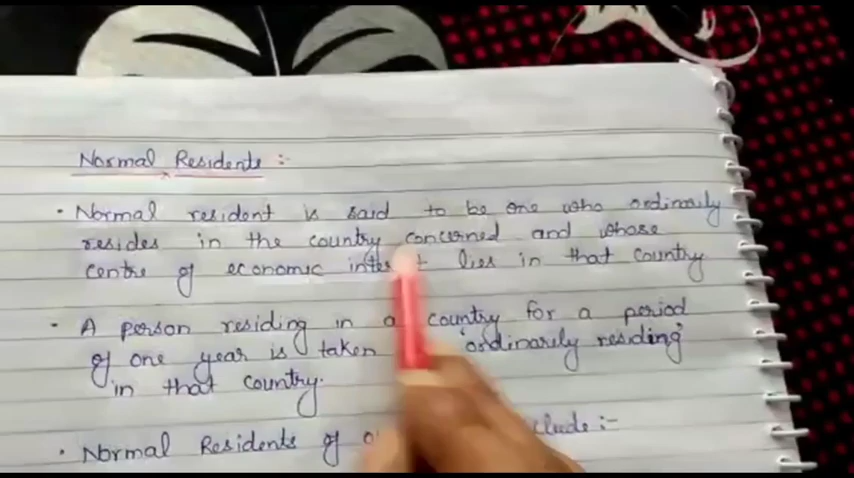 Normal Residents :-
• Normal resident is said to be one who ordinarily
resides in the country concerned and whose
centre of economic lies in that country
• A person residing in a country for a period
of one year is taken 'ordinarily residing'
in that country.
• Normal Residents of :-